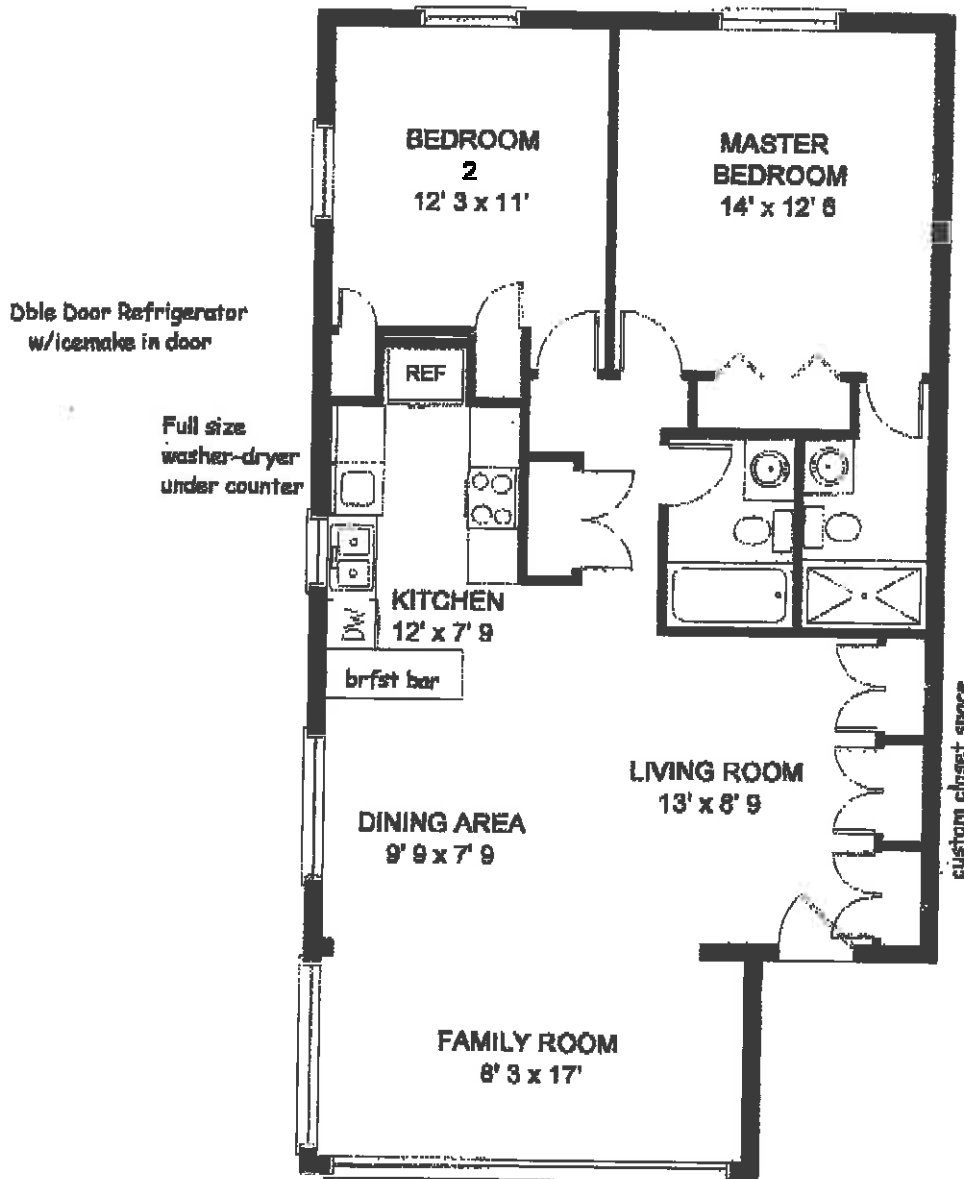 BEDROOM
2
12' 3 x 11'
MASTER
BEDROOM
14' x 12' 6
Dble Door Refrigerator
w/icemake in door
REF
Full size
washer-dryer
under counter
KITCHEN
12' x 7' 9
DW
brfst bar
LIVING ROOM
13' x 8' 9
custom closet space
DINING AREA
9' 9 x 7' 9
FAMILY ROOM
8' 3 x 17'